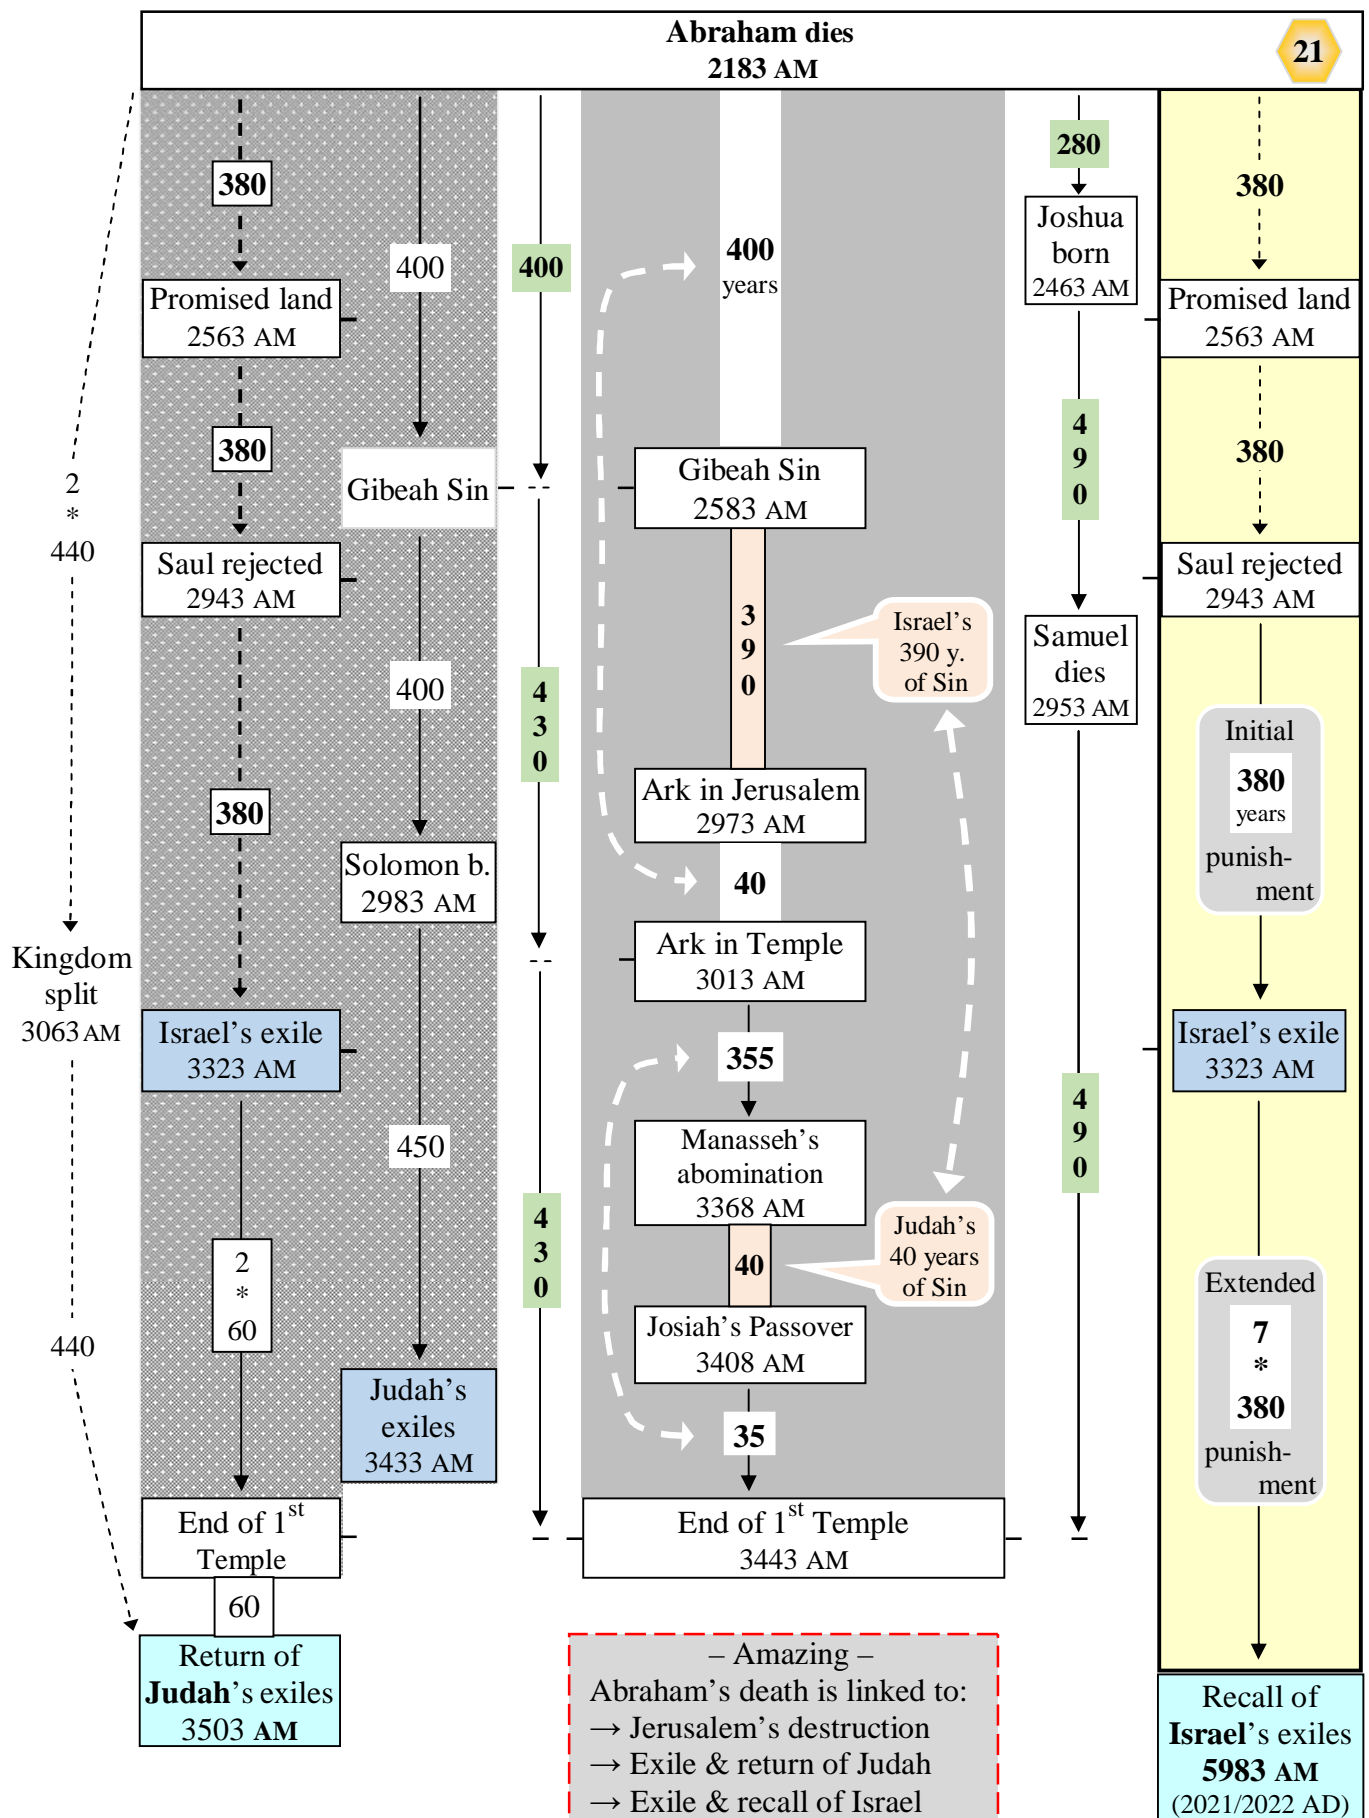 Abraham dies
2183 AM
21
380
400
Promised land
2563 AM
380
Gibeah Sin
Saul rejected
2943 AM
400
380
Solomon b.
2983 AM
Israel’s exile
3323 AM
450
2
*
60
Judah’s
exiles
3433 AM
End of 1st
Temple
60
Return of
Judah’s exiles
3503 AM
2
*
440
Kingdom
split
3063 AM
440
400
4
3
0
4
3
0
400
years
Gibeah Sin
2583 AM
3
9
0
Israel’s
390 y.
of Sin
Ark in Jerusalem
2973 AM
40
Ark in Temple
3013 AM
355
Manasseh’s
abomination
3368 AM
40
Judah’s
40 years
of Sin
Josiah’s Passover
3408 AM
35
End of 1st Temple
3443 AM
280
Joshua
born
2463 AM
4
9
0
Samuel
dies
2953 AM
4
9
0
380
Promised land
2563 AM
380
Saul rejected
2943 AM
Initial
380
years
punish-
ment
Israel’s exile
3323 AM
Extended
7
*
380
punish-
ment
Recall of
Israel’s exiles
5983 AM
(2021/2022 AD)
– Amazing –
Abraham’s death is linked to:
→ Jerusalem’s destruction
→ Exile & return of Judah
→ Exile & recall of Israel